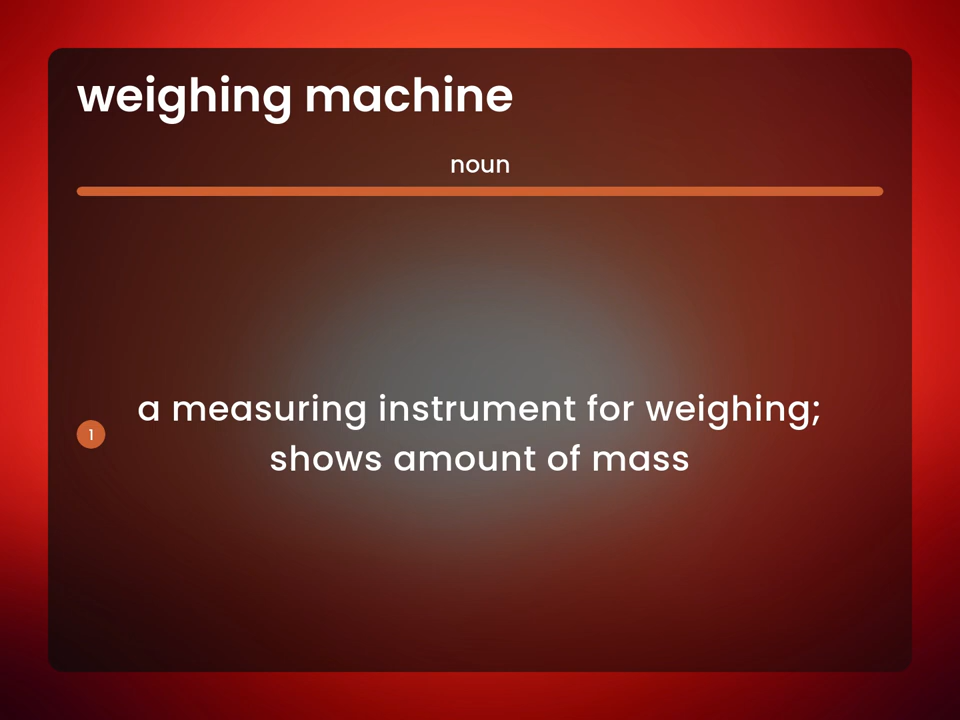 weighing machine
noun
1
a measuring instrument for weighing;
shows amount of mass